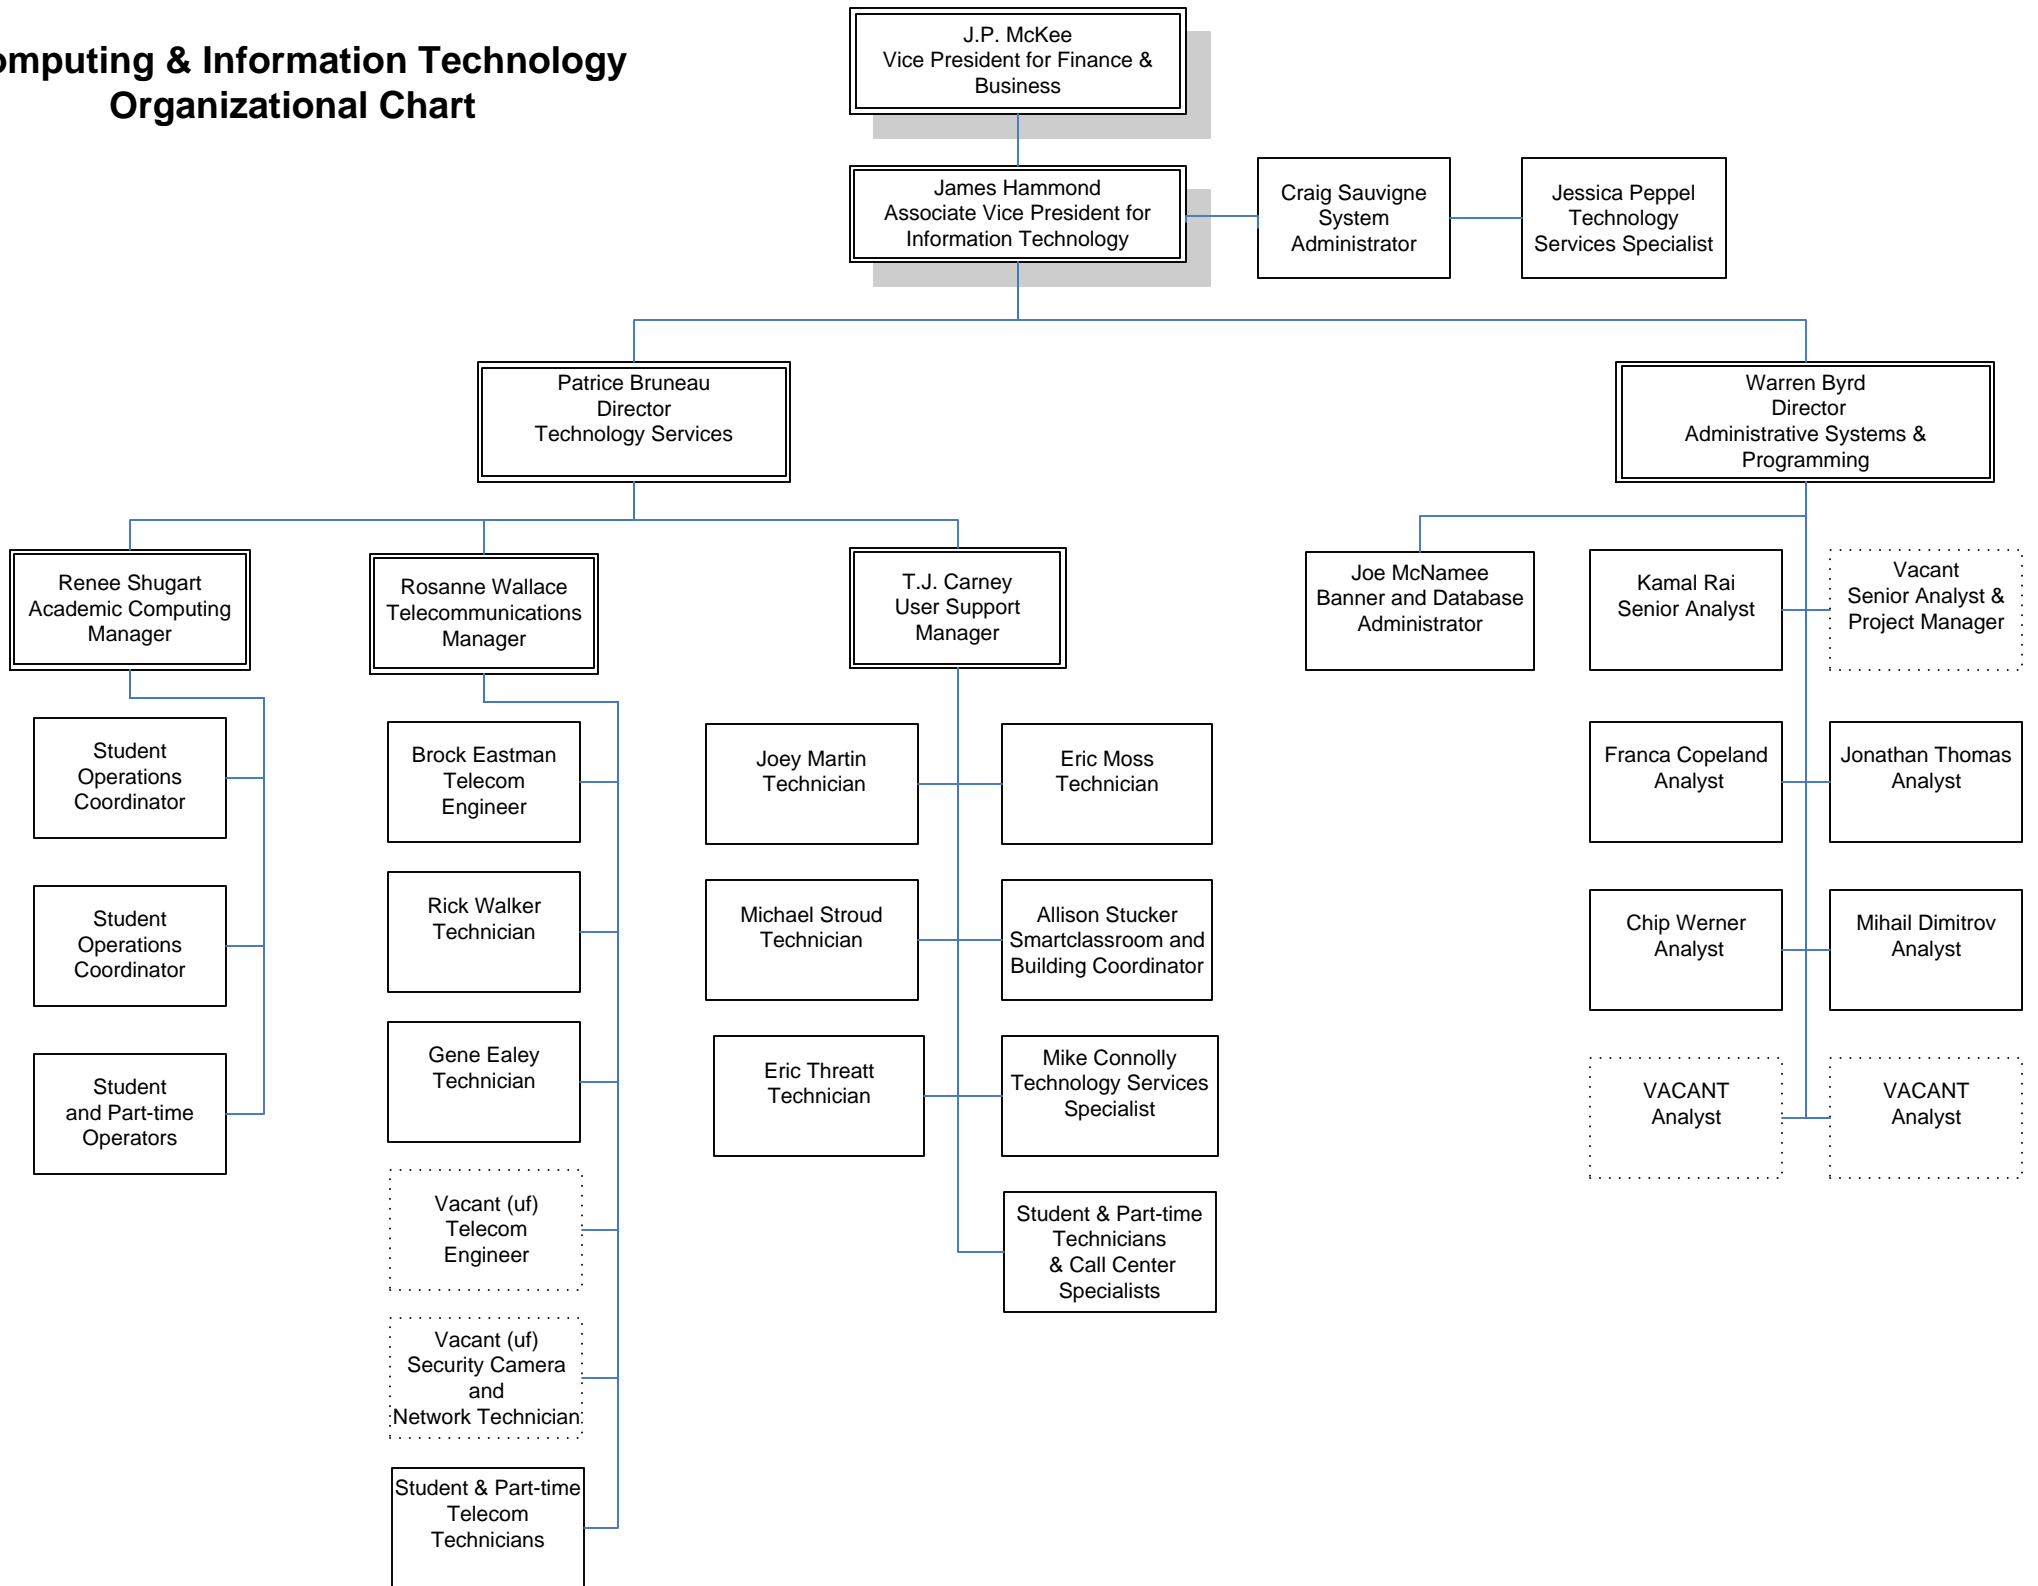 omputing & Information Technology
Organizational Chart
J.P. McKee
Vice President for Finance &
Business
James Hammond
Associate Vice President for
Information Technology
Craig Sauvigne
System
Administrator
Jessica Peppel
Technology
Services Specialist
Patrice Bruneau
Director
Technology Services
Warren Byrd
Director
Administrative Systems &
Programming
Renee Shugart
Academic Computing
Manager
Rosanne Wallace
Telecommunications
Manager
T.J. Carney
User Support
Manager
Joe McNamee
Banner and Database
Administrator
Kamal Rai
Senior Analyst
Vacant
Senior Analyst &
Project Manager
Student
Operations
Coordinator
Brock Eastman
Telecom
Engineer
Joey Martin
Technician
Eric Moss
Technician
Franca Copeland
Analyst
Jonathan Thomas
Analyst
Student
Operations
Coordinator
Rick Walker
Technician
Michael Stroud
Technician
Allison Stucker
Smartclassroom and
Building Coordinator
Chip Werner
Analyst
Mihail Dimitrov
Analyst
Student
and Part-time
Operators
Gene Ealey
Technician
Eric Threatt
Technician
Mike Connolly
Technology Services
Specialist
VACANT
Analyst
VACANT
Analyst
Vacant (uf)
Telecom
Engineer
Student & Part-time
Technicians
& Call Center
Specialists
Vacant (uf)
Security Camera
and
Network Technician
Student & Part-time
Telecom
Technicians